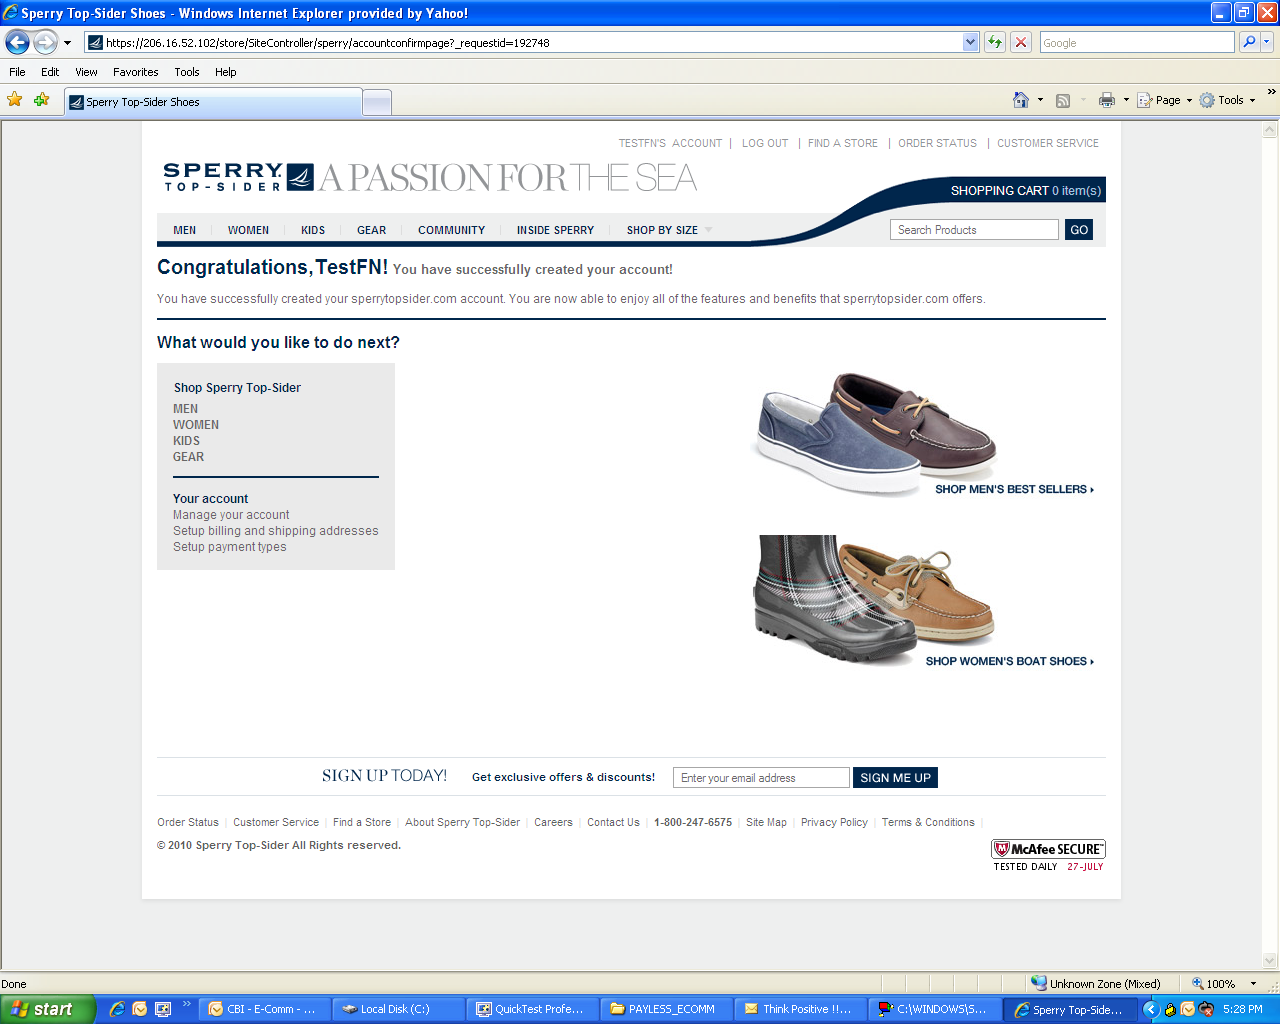 Sperry Top-Sider Shoes - Windows Internet Explorer provided by Yahoo!
https://206.16.52.102/store/SiteController/sperry/accountconfirmpage?_requestid=192748
Google
File Edit View Favorites Tools Help
Sperry Top-Sider Shoes
Page Tools
TESTFN'S ACCOUNT | LOG OUT | FIND A STORE | ORDER STATUS | CUSTOMER SERVICE
SPERRY TOP-SIDER A PASSION FOR THE SEA
SHOPPING CART 0 item(s)
MEN WOMEN KIDS GEAR COMMUNITY INSIDE SPERRY SHOP BY SIZE Search Products GO
Congratulations, TestFN! You have successfully created your account!
You have successfully created your sperrytopsider.com account. You are now able to enjoy all of the features and benefits that sperrytopsider.com offers.
What would you like to do next?
Shop Sperry Top-Sider
MEN
WOMEN
KIDS
GEAR
Your account
Manage your account
Setup billing and shipping addresses
Setup payment types
SHOP MEN'S BEST SELLERS
SHOP WOMEN'S BOAT SHOES
SIGN UP TODAY! Get exclusive offers & discounts! Enter your email address SIGN ME UP
Order Status | Customer Service | Find a Store | About Sperry Top-Sider | Careers | Contact Us | 1-800-247-6575 | Site Map | Privacy Policy | Terms & Conditions |
© 2010 Sperry Top-Sider All Rights reserved.
McAfee SECURE™
TESTED DAILY 27-JULY
Done Unknown Zone (Mixed) 100%
start CBI - E-Comm - ... Local Disk (C:) QuickTest Profe... PAYLESS_ECOMM Think Positive !!... C:\WINDOWS\S... Sperry Top-Side... 5:28 PM